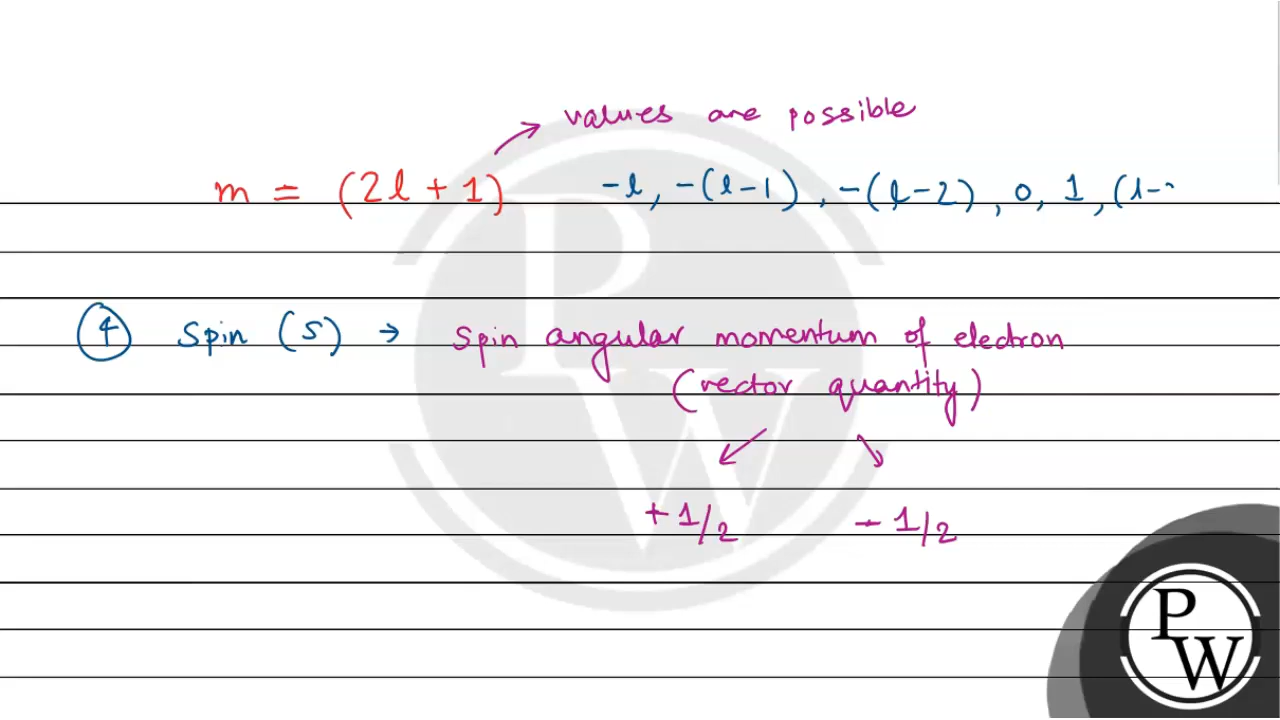 values are possible
m = (2l + 1) -l, -(l-1), -(l-2), 0, 1, (l-
④ Spin (s) → Spin angular momentum of electron
(vector quantity)
+ 1/2 - 1/2
PW
PW